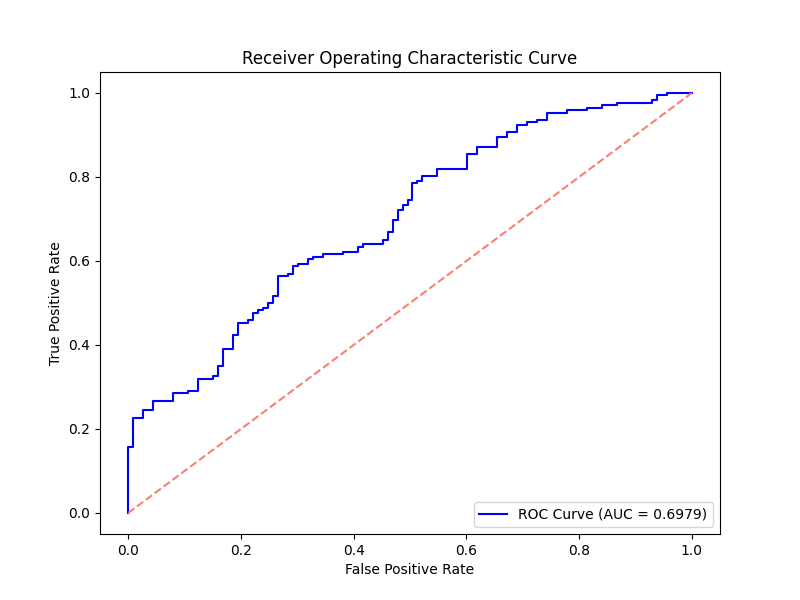 Receiver Operating Characteristic Curve
True Positive Rate
1.0
0.8
0.6
0.4
0.2
0.0
ROC Curve (AUC = 0.6979)
0.0 0.2 0.4 0.6 0.8 1.0
False Positive Rate